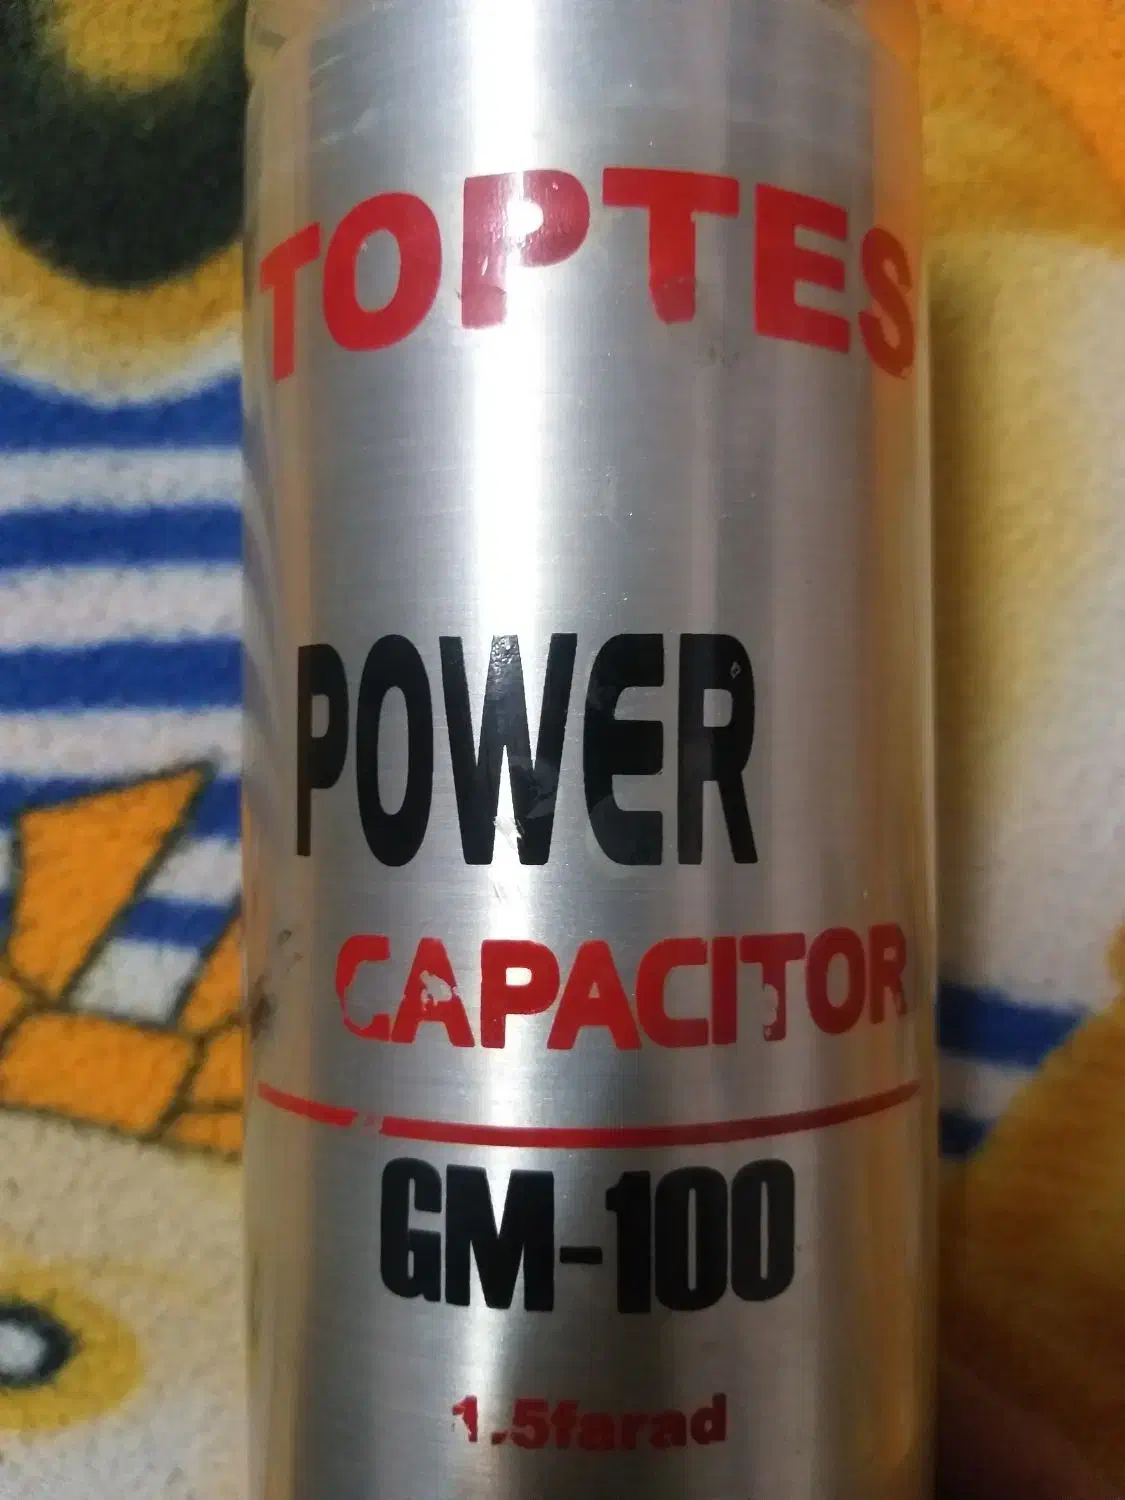 TOPTES
POWER
CAPACITOR
GM-100
1.5farad